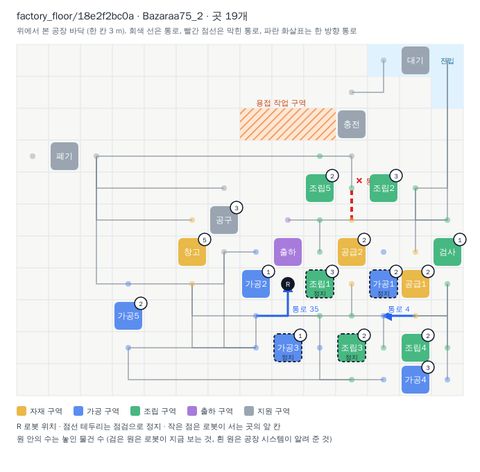 factory_floor/18e2f2bc0a · Bazaraa75_2 · 곳 19개
위에서 본 공장 바닥 (한 칸 3 m). 회색 선은 통로, 빨간 점선은 막힌 통로, 파란 화살표는 한 방향 통로
대기
진입
용접 작업 구역
충전
폐기
조립5 2
조립2 3
공구 3
창고 5
출하
공급2 2
검사 1
가공2 1
R
조립1 3
정지
가공1 2
정지
공급1 2
가공5 2
통로 35
통로 4
가공3 1
정지
조립3 2
정지
조립4 2
가공4 3
자재 구역
가공 구역
조립 구역
출하 구역
지원 구역
R 로봇 위치 · 점선 테두리는 점검으로 정지 · 작은 점은 로봇이 서는 곳의 앞 칸
원 안의 수는 놓인 물건 수 (검은 원은 로봇이 지금 보는 것, 흰 원은 공장 시스템이 알려 준 것)